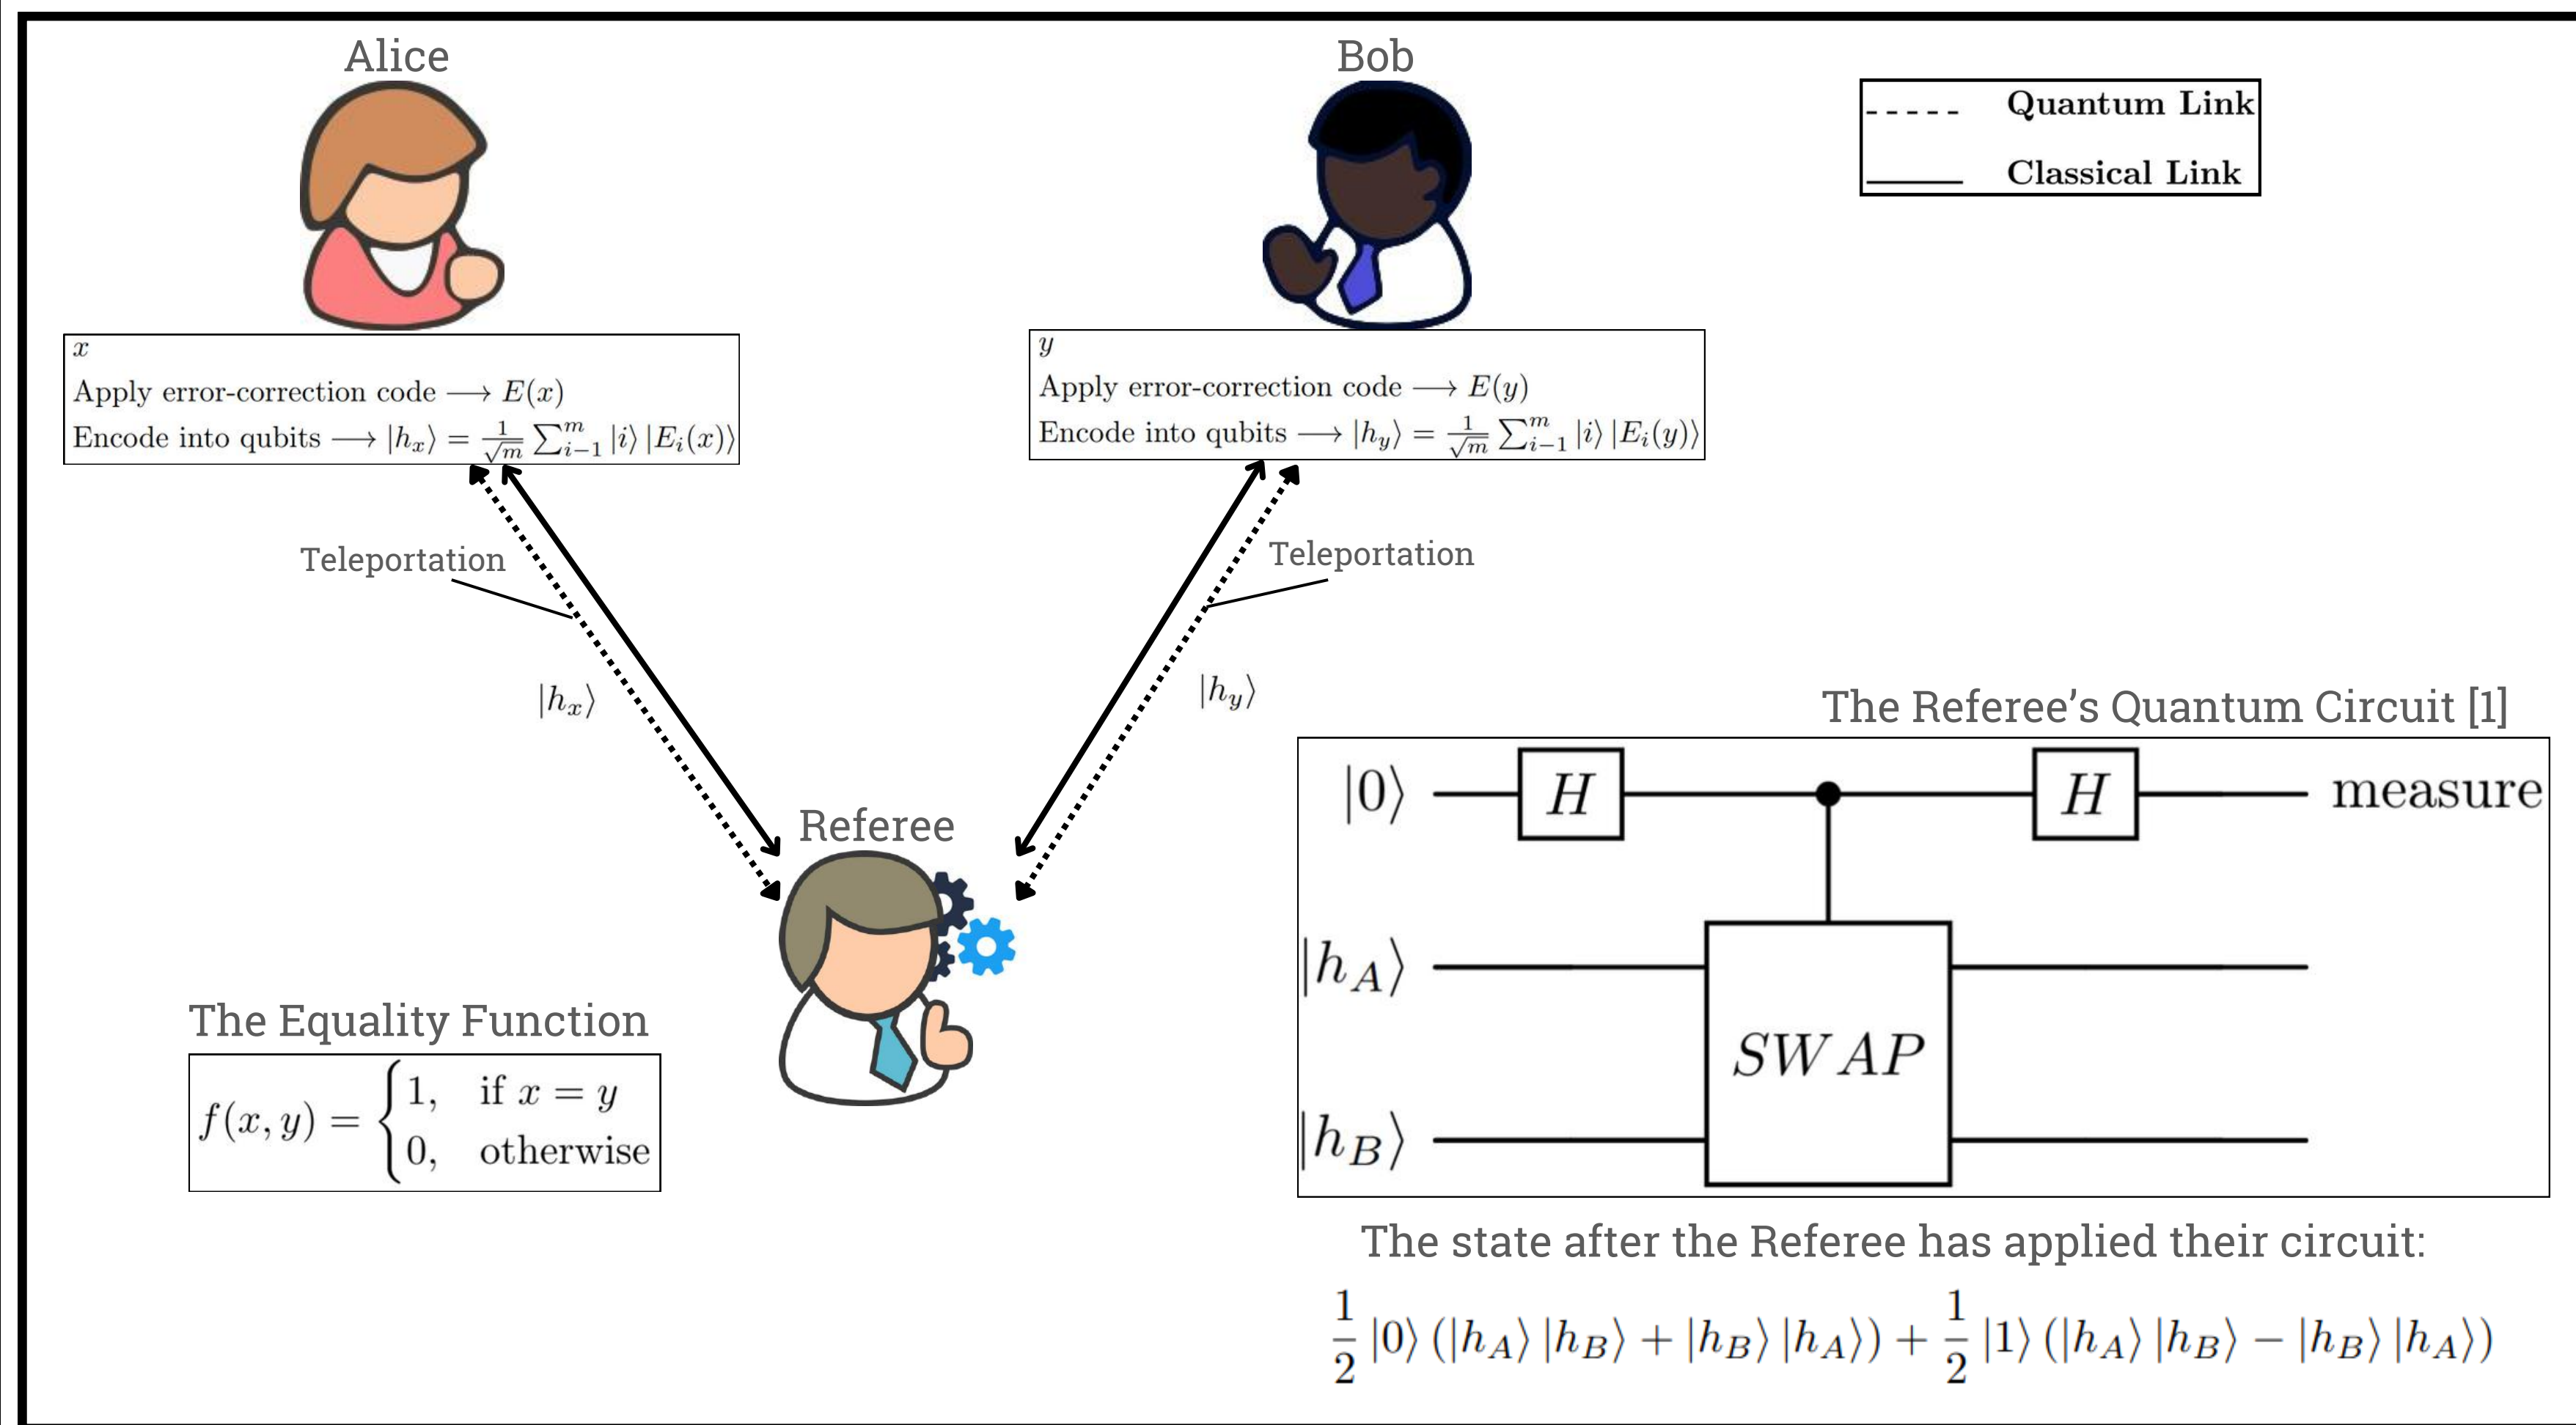 Alice
Bob
Quantum Link
Classical Link
x
Apply error-correction code ⟶ E(x)
Encode into qubits ⟶ |h_x⟩ = 1/√m ∑_{i−1}^{m} |i⟩ |E_i(x)⟩
y
Apply error-correction code ⟶ E(y)
Encode into qubits ⟶ |h_y⟩ = 1/√m ∑_{i−1}^{m} |i⟩ |E_i(y)⟩
Teleportation
Teleportation
|h_x⟩
|h_y⟩
Referee
The Equality Function
f(x, y) = { 1, if x = y
0, otherwise
The Referee’s Quantum Circuit [1]
|0⟩ H H measure
|h_A⟩
SWAP
|h_B⟩
The state after the Referee has applied their circuit:
1/2 |0⟩ (|h_A⟩ |h_B⟩ + |h_B⟩ |h_A⟩) + 1/2 |1⟩ (|h_A⟩ |h_B⟩ − |h_B⟩ |h_A⟩)